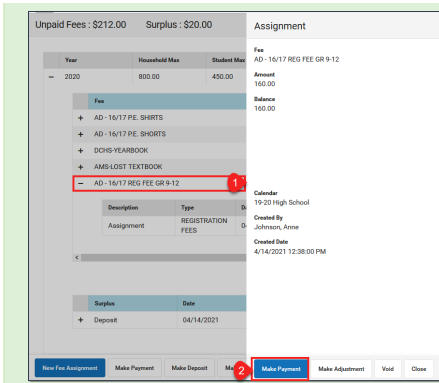 Unpaid Fees : $212.00 Surplus : $20.00
Year Household Max Student Max
− 2020 800.00 450.00
Fee
+ AD - 16/17 P.E. SHIRTS
+ AD - 16/17 P.E. SHORTS
+ DCHS-YEARBOOK
+ AMS-LOST TEXTBOOK
− AD - 16/17 REG FEE GR 9-12
1
Description Type
Assignment REGISTRATION
FEES
<
Surplus Date
+ Deposit 04/14/2021
New Fee Assignment Make Payment Make Deposit
Assignment
Fee
AD - 16/17 REG FEE GR 9-12
Amount
160.00
Balance
160.00
Calendar
19-20 High School
Created By
Johnson, Anne
Created Date
4/14/2021 12:38:00 PM
2
Make Payment Make Adjustment Void Close